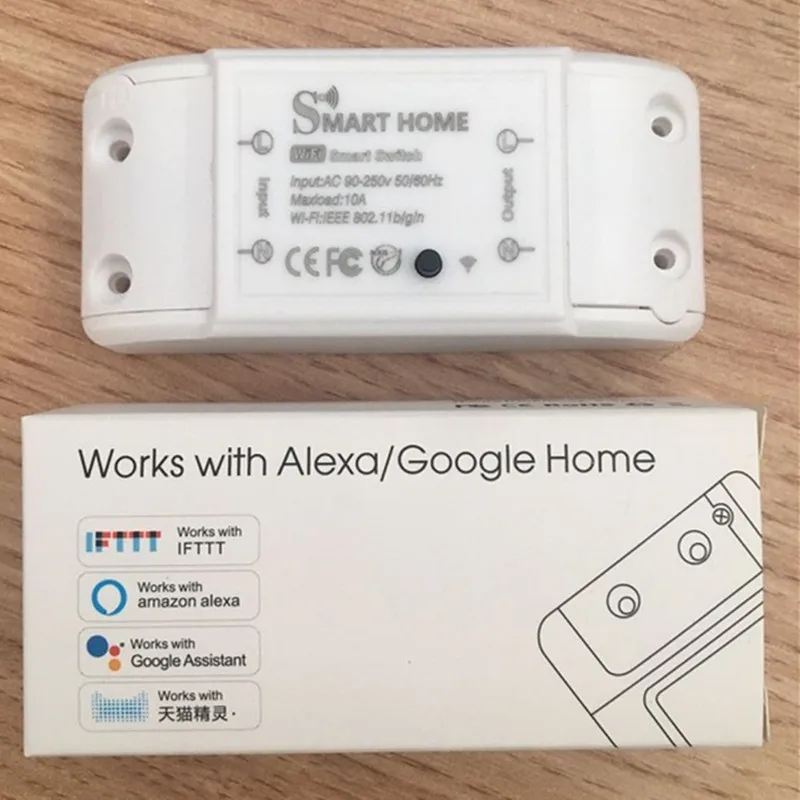 SMART HOME
WiFi Smart Switch
Input:AC 90-250v 50/60Hz
Maxload:10A
Wi-Fi:IEEE 802.11b/g/n
L
Input
N
L
Output
N
CE FC
Works with Alexa/Google Home
IFTTT Works with
IFTTT
Works with
amazon alexa
Works with
Google Assistant
Works with
天猫精灵